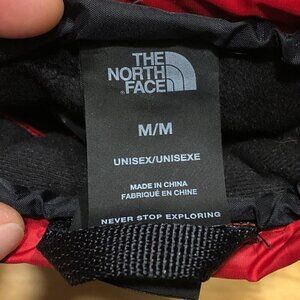 THE
NORTH
FACE
M/M
UNISEX/UNISEXE
MADE IN CHINA
FABRIQUÉ EN CHINE
NEVER STOP EXPLORING